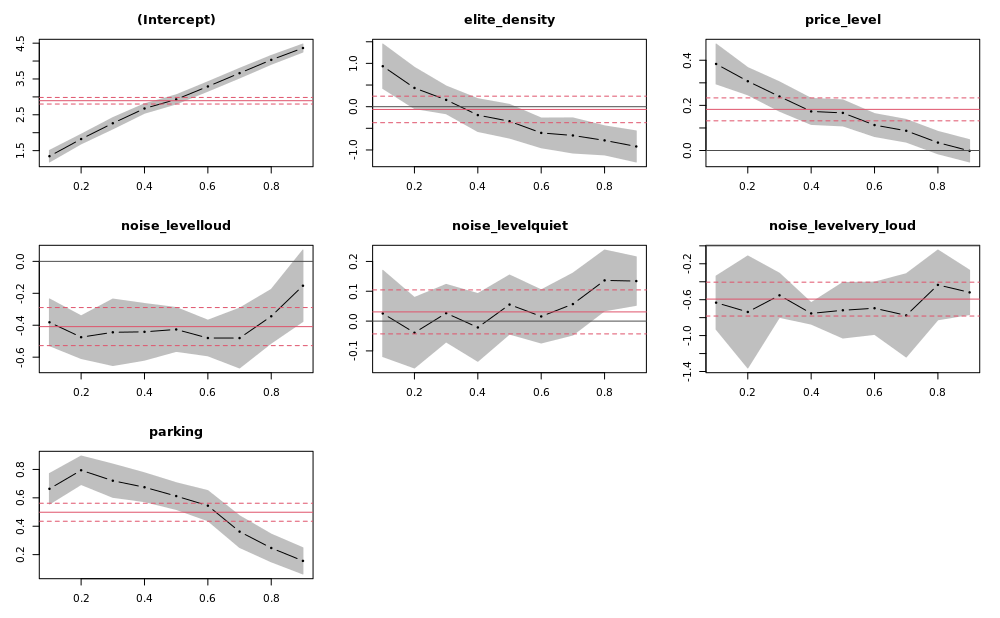 (Intercept) elite_density price_level
4.5 3.5 2.5 1.5
1.0 0.0 -1.0
0.4 0.2 0.0
0.2 0.4 0.6 0.8 0.2 0.4 0.6 0.8 0.2 0.4 0.6 0.8
noise_levelloud noise_levelquiet noise_levelvery_loud
0.0 -0.2 -0.4 -0.6
0.2 0.1 0.0 -0.1
-0.2 -0.6 -1.0 -1.4
0.2 0.4 0.6 0.8 0.2 0.4 0.6 0.8 0.2 0.4 0.6 0.8
parking
0.8 0.6 0.4 0.2
0.2 0.4 0.6 0.8